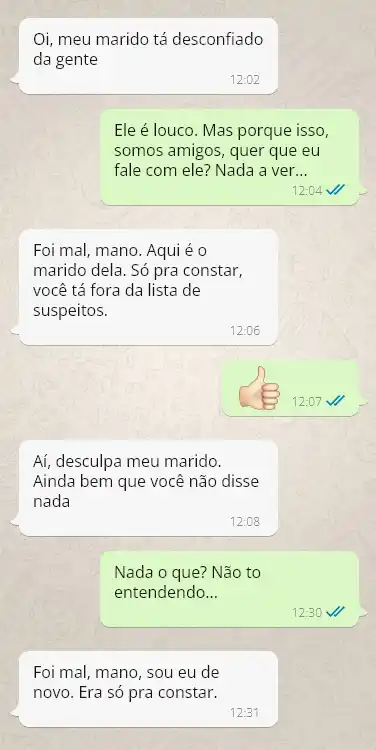 Oi, meu marido tá desconfiado
da gente
12:02
Ele é louco. Mas porque isso,
somos amigos, quer que eu
fale com ele? Nada a ver...
12:04
Foi mal, mano. Aqui é o
marido dela. Só pra constar,
você tá fora da lista de
suspeitos.
12:06
12:07
Aí, desculpa meu marido.
Ainda bem que você não disse
nada
12:08
Nada o que? Não to
entendendo...
12:30
Foi mal, mano, sou eu de
novo. Era só pra constar.
12:31